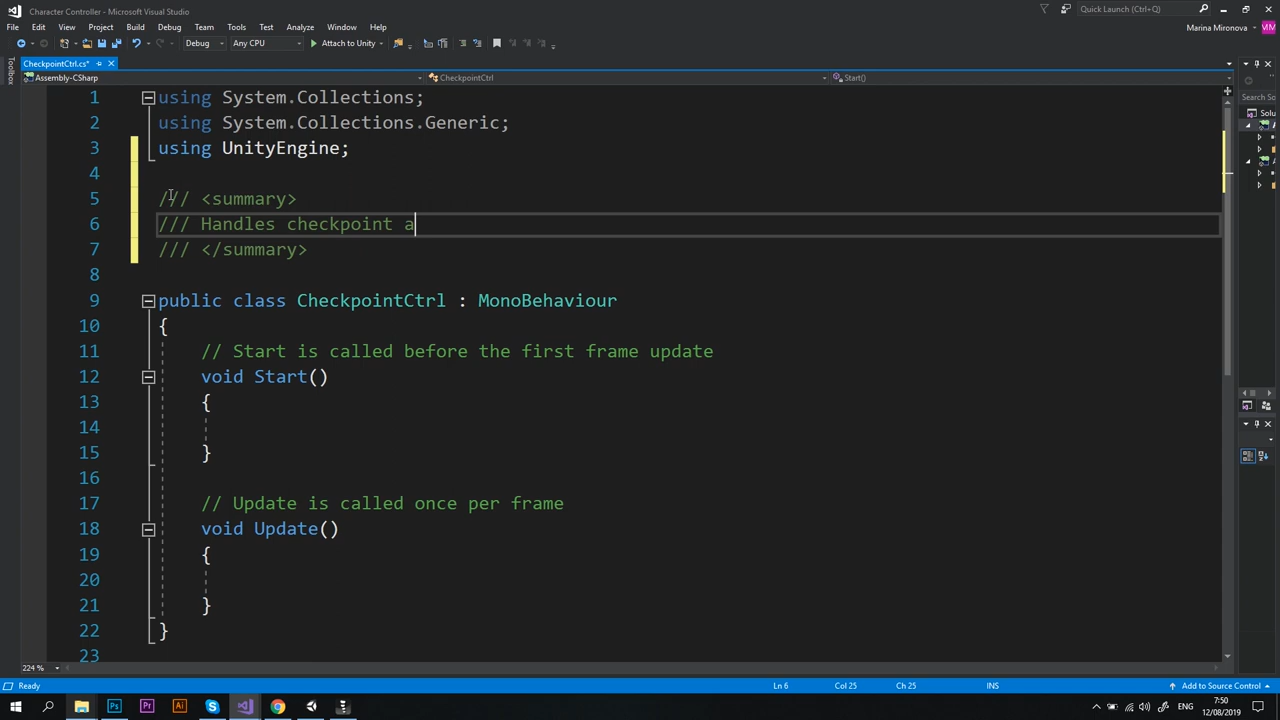 Character Controller - Microsoft Visual Studio
Quick Launch (Ctrl+Q)
File Edit View Project Build Debug Team Tools Test Analyze Window Help
Marina Mironova
MM
Debug Any CPU Attach to Unity
CheckpointCtrl.cs*
Toolbox
Assembly-CSharp CheckpointCtrl Start()
Search So
Solu
1 using System.Collections;
2 using System.Collections.Generic;
3 using UnityEngine;
4
5 /// <summary>
6 /// Handles checkpoint a
7 /// </summary>
8
9 public class CheckpointCtrl : MonoBehaviour
10 {
11 // Start is called before the first frame update
12 void Start()
13 {
14
15 }
16
17 // Update is called once per frame
18 void Update()
19 {
20
21 }
22 }
23
224 %
Ready Ln 6 Col 25 Ch 25 INS Add to Source Control
Ps Pr Ai
ENG
7:50
12/08/2019